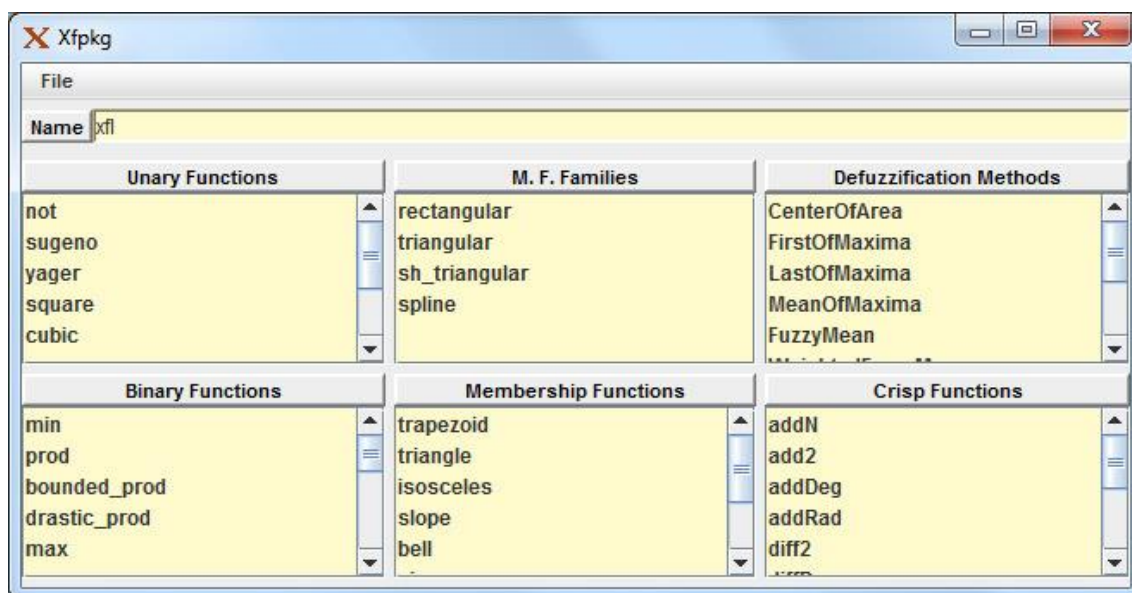 Xfpkg
File
Name xfl
Unary Functions
not
sugeno
yager
square
cubic
M. F. Families
rectangular
triangular
sh_triangular
spline
Defuzzification Methods
CenterOfArea
FirstOfMaxima
LastOfMaxima
MeanOfMaxima
FuzzyMean
Binary Functions
min
prod
bounded_prod
drastic_prod
max
Membership Functions
trapezoid
triangle
isosceles
slope
bell
Crisp Functions
addN
add2
addDeg
addRad
diff2